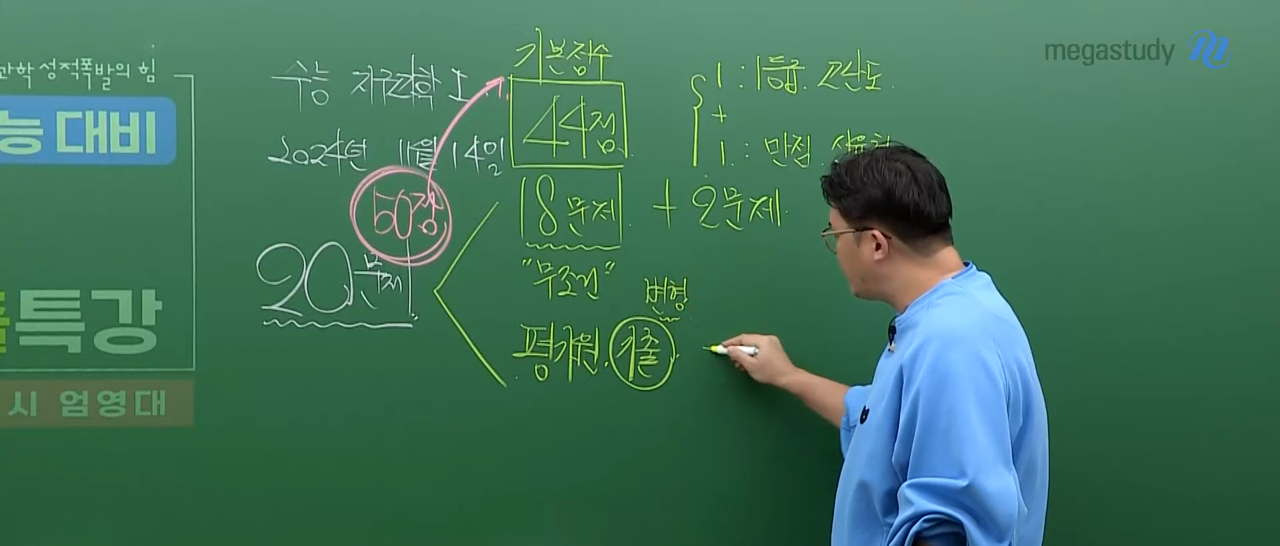 megastudy
과학 성적폭발의 힘
능 대비
특강
시 엄영대
수능 지구과학 I
2024년 11월 14일
50점
20문제
기본점수
44점
18문제 + 2문제
"무조건"
변형
평가원 기출
1 : 1등급 고난도
+
1 : 만점